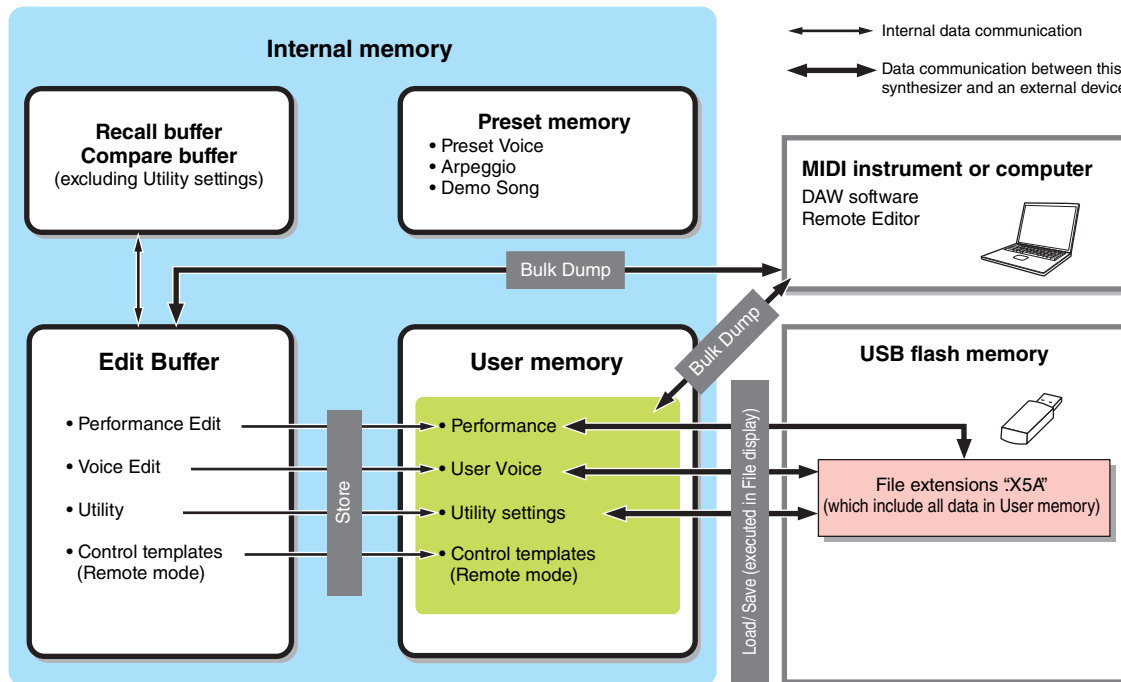 Internal memory
Internal data communication
Data communication between this
synthesizer and an external device
Recall buffer
Compare buffer
(excluding Utility settings)
Preset memory
• Preset Voice
• Arpeggio
• Demo Song
MIDI instrument or computer
DAW software
Remote Editor
Bulk Dump
Bulk Dump
Edit Buffer
• Performance Edit
• Voice Edit
• Utility
• Control templates
(Remote mode)
Store
User memory
• Performance
• User Voice
• Utility settings
• Control templates
(Remote mode)
Load/ Save (executed in File display)
USB flash memory
File extensions “.X5A”
(which include all data in User memory)